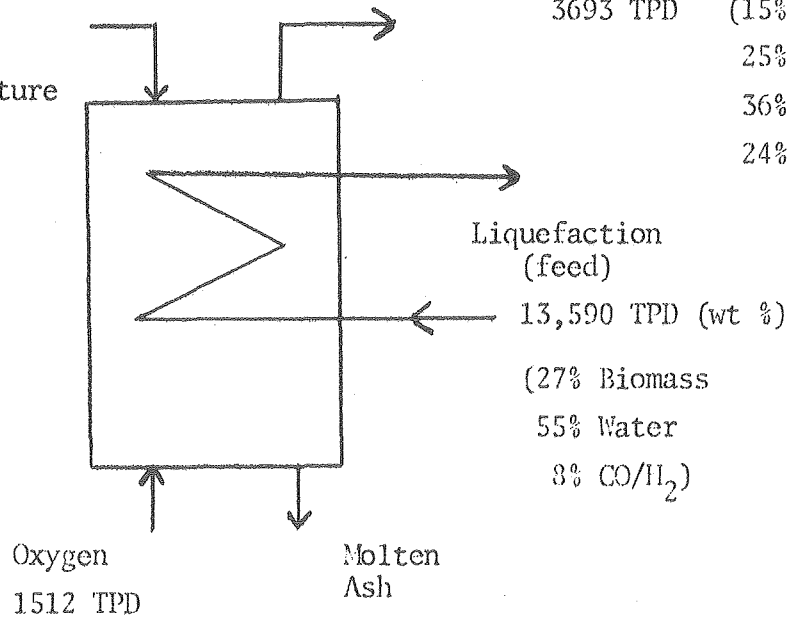 3693 TPD (15%
25%
ture
36%
24%
Liquefaction
(feed)
13,590 TPD (wt %)
(27% Biomass
55% Water
8% CO/H₂)
Oxygen
Molten
Ash
1512 TPD